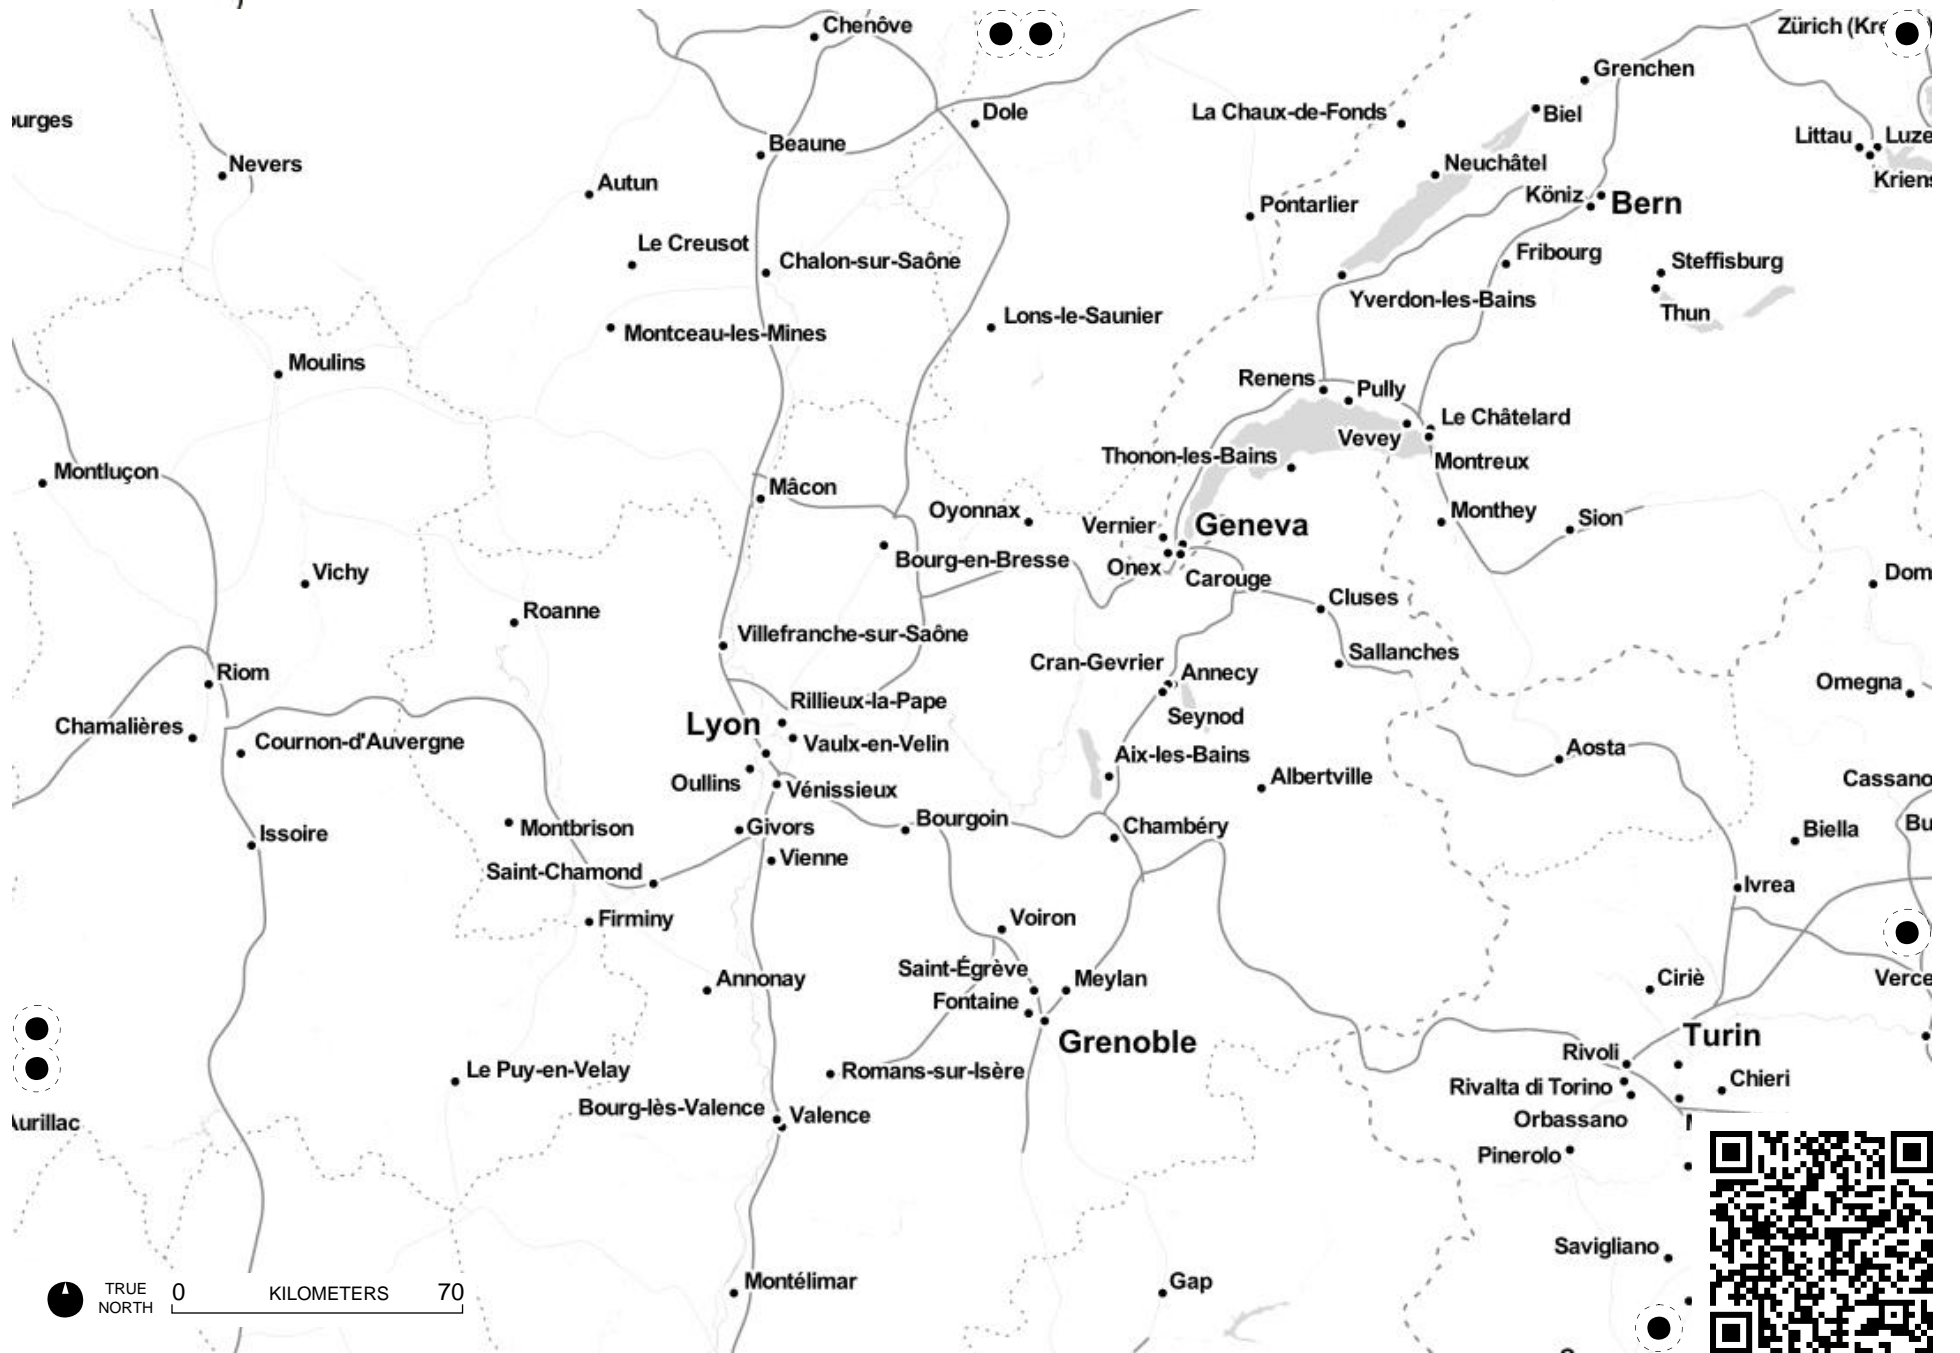 Chenôve
Zürich (Kre
Grenchen
Dole
La Chaux-de-Fonds
Biel
urges
Beaune
Littau
Luze
Nevers
Neuchâtel
Autun
Kriens
Köniz
Bern
Pontarlier
Le Creusot
Fribourg
Chalon-sur-Saône
Steffisburg
Yverdon-les-Bains
Thun
Lons-le-Saunier
Montceau-les-Mines
Moulins
Renens
Pully
Le Châtelard
Vevey
Thonon-les-Bains
Montreux
Montluçon
Mâcon
Oyonnax
Monthey
Sion
Vernier
Geneva
Bourg-en-Bresse
Onex
Carouge
Vichy
Dom
Cluses
Roanne
Villefranche-sur-Saône
Sallanches
Cran-Gevrier
Annecy
Riom
Omegna
Rillieux-la-Pape
Seynod
Lyon
Chamalières
Cournon-d'Auvergne
Vaulx-en-Velin
Aosta
Aix-les-Bains
Albertville
Cassano
Oullins
Vénissieux
Bourgoin
Chambéry
Bu
Biella
Montbrison
Givors
Issoire
Vienne
Saint-Chamond
Ivrea
Firminy
Voiron
Saint-Égrève
Meylan
Annonay
Ciriè
Verce
Fontaine
Grenoble
Turin
Rivoli
Le Puy-en-Velay
Romans-sur-Isère
Rivalta di Torino
Chieri
Bourg-lès-Valence
Valence
Orbassano
Aurillac
Pinerolo
Savigliano
Montélimar
Gap
TRUE
NORTH
0 KILOMETERS 70